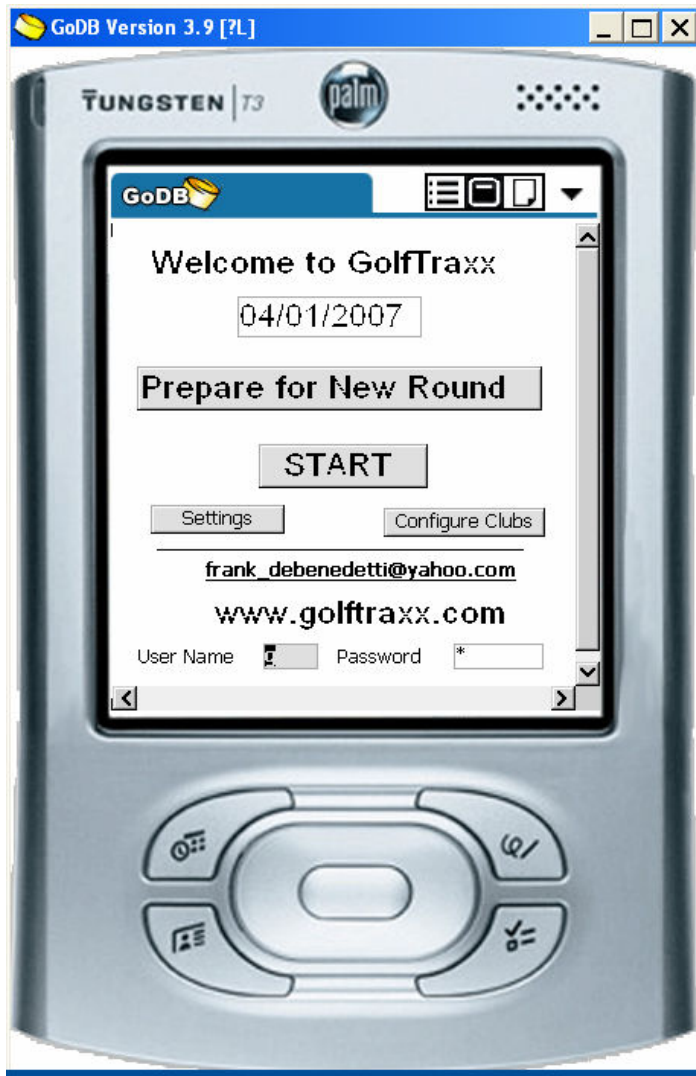 GoDB Version 3.9 [?L]
TUNGSTEN | T3
palm
GoDB
Welcome to GolfTraxx
04/01/2007
Prepare for New Round
START
Settings Configure Clubs
frank_debenedetti@yahoo.com
www.golftraxx.com
User Name g Password *